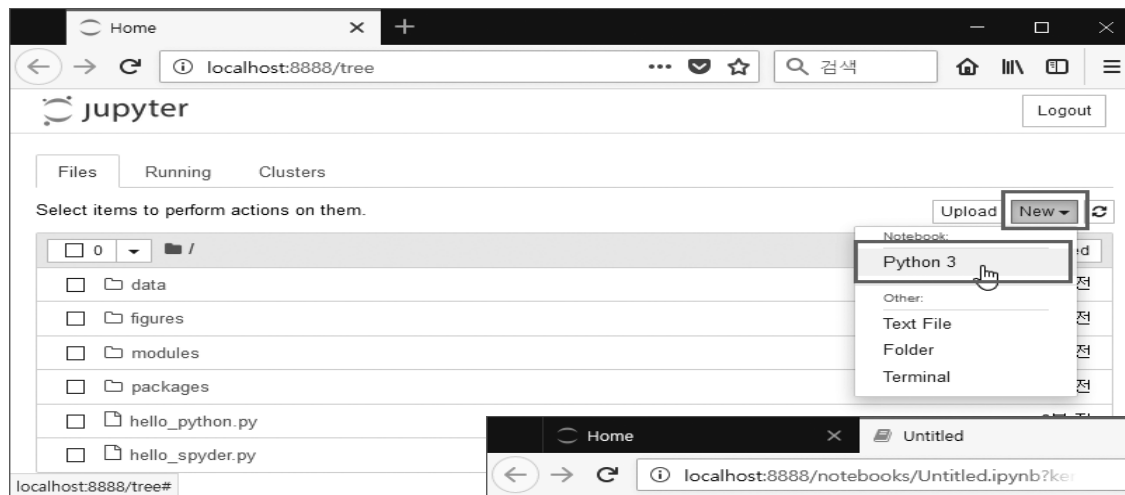 Home
localhost:8888/tree
검색
jupyter
Logout
Files Running Clusters
Select items to perform actions on them.
Upload New
0 /
Notebook:
Python 3
data
Other:
figures
Text File
modules
Folder
packages
Terminal
hello_python.py
hello_spyder.py
localhost:8888/tree#
Home Untitled
localhost:8888/notebooks/Untitled.ipynb?ker